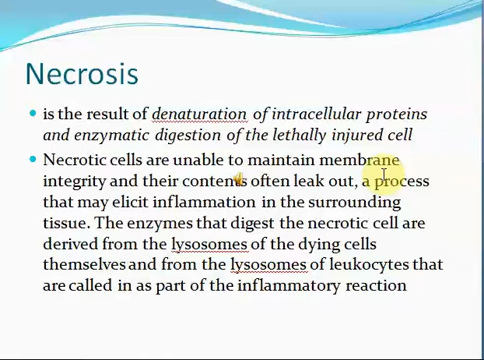 Necrosis
is the result of denaturation of intracellular proteins
and enzymatic digestion of the lethally injured cell
Necrotic cells are unable to maintain membrane
integrity and their contents often leak out, a process
that may elicit inflammation in the surrounding
tissue. The enzymes that digest the necrotic cell are
derived from the lysosomes of the dying cells
themselves and from the lysosomes of leukocytes that
are called in as part of the inflammatory reaction